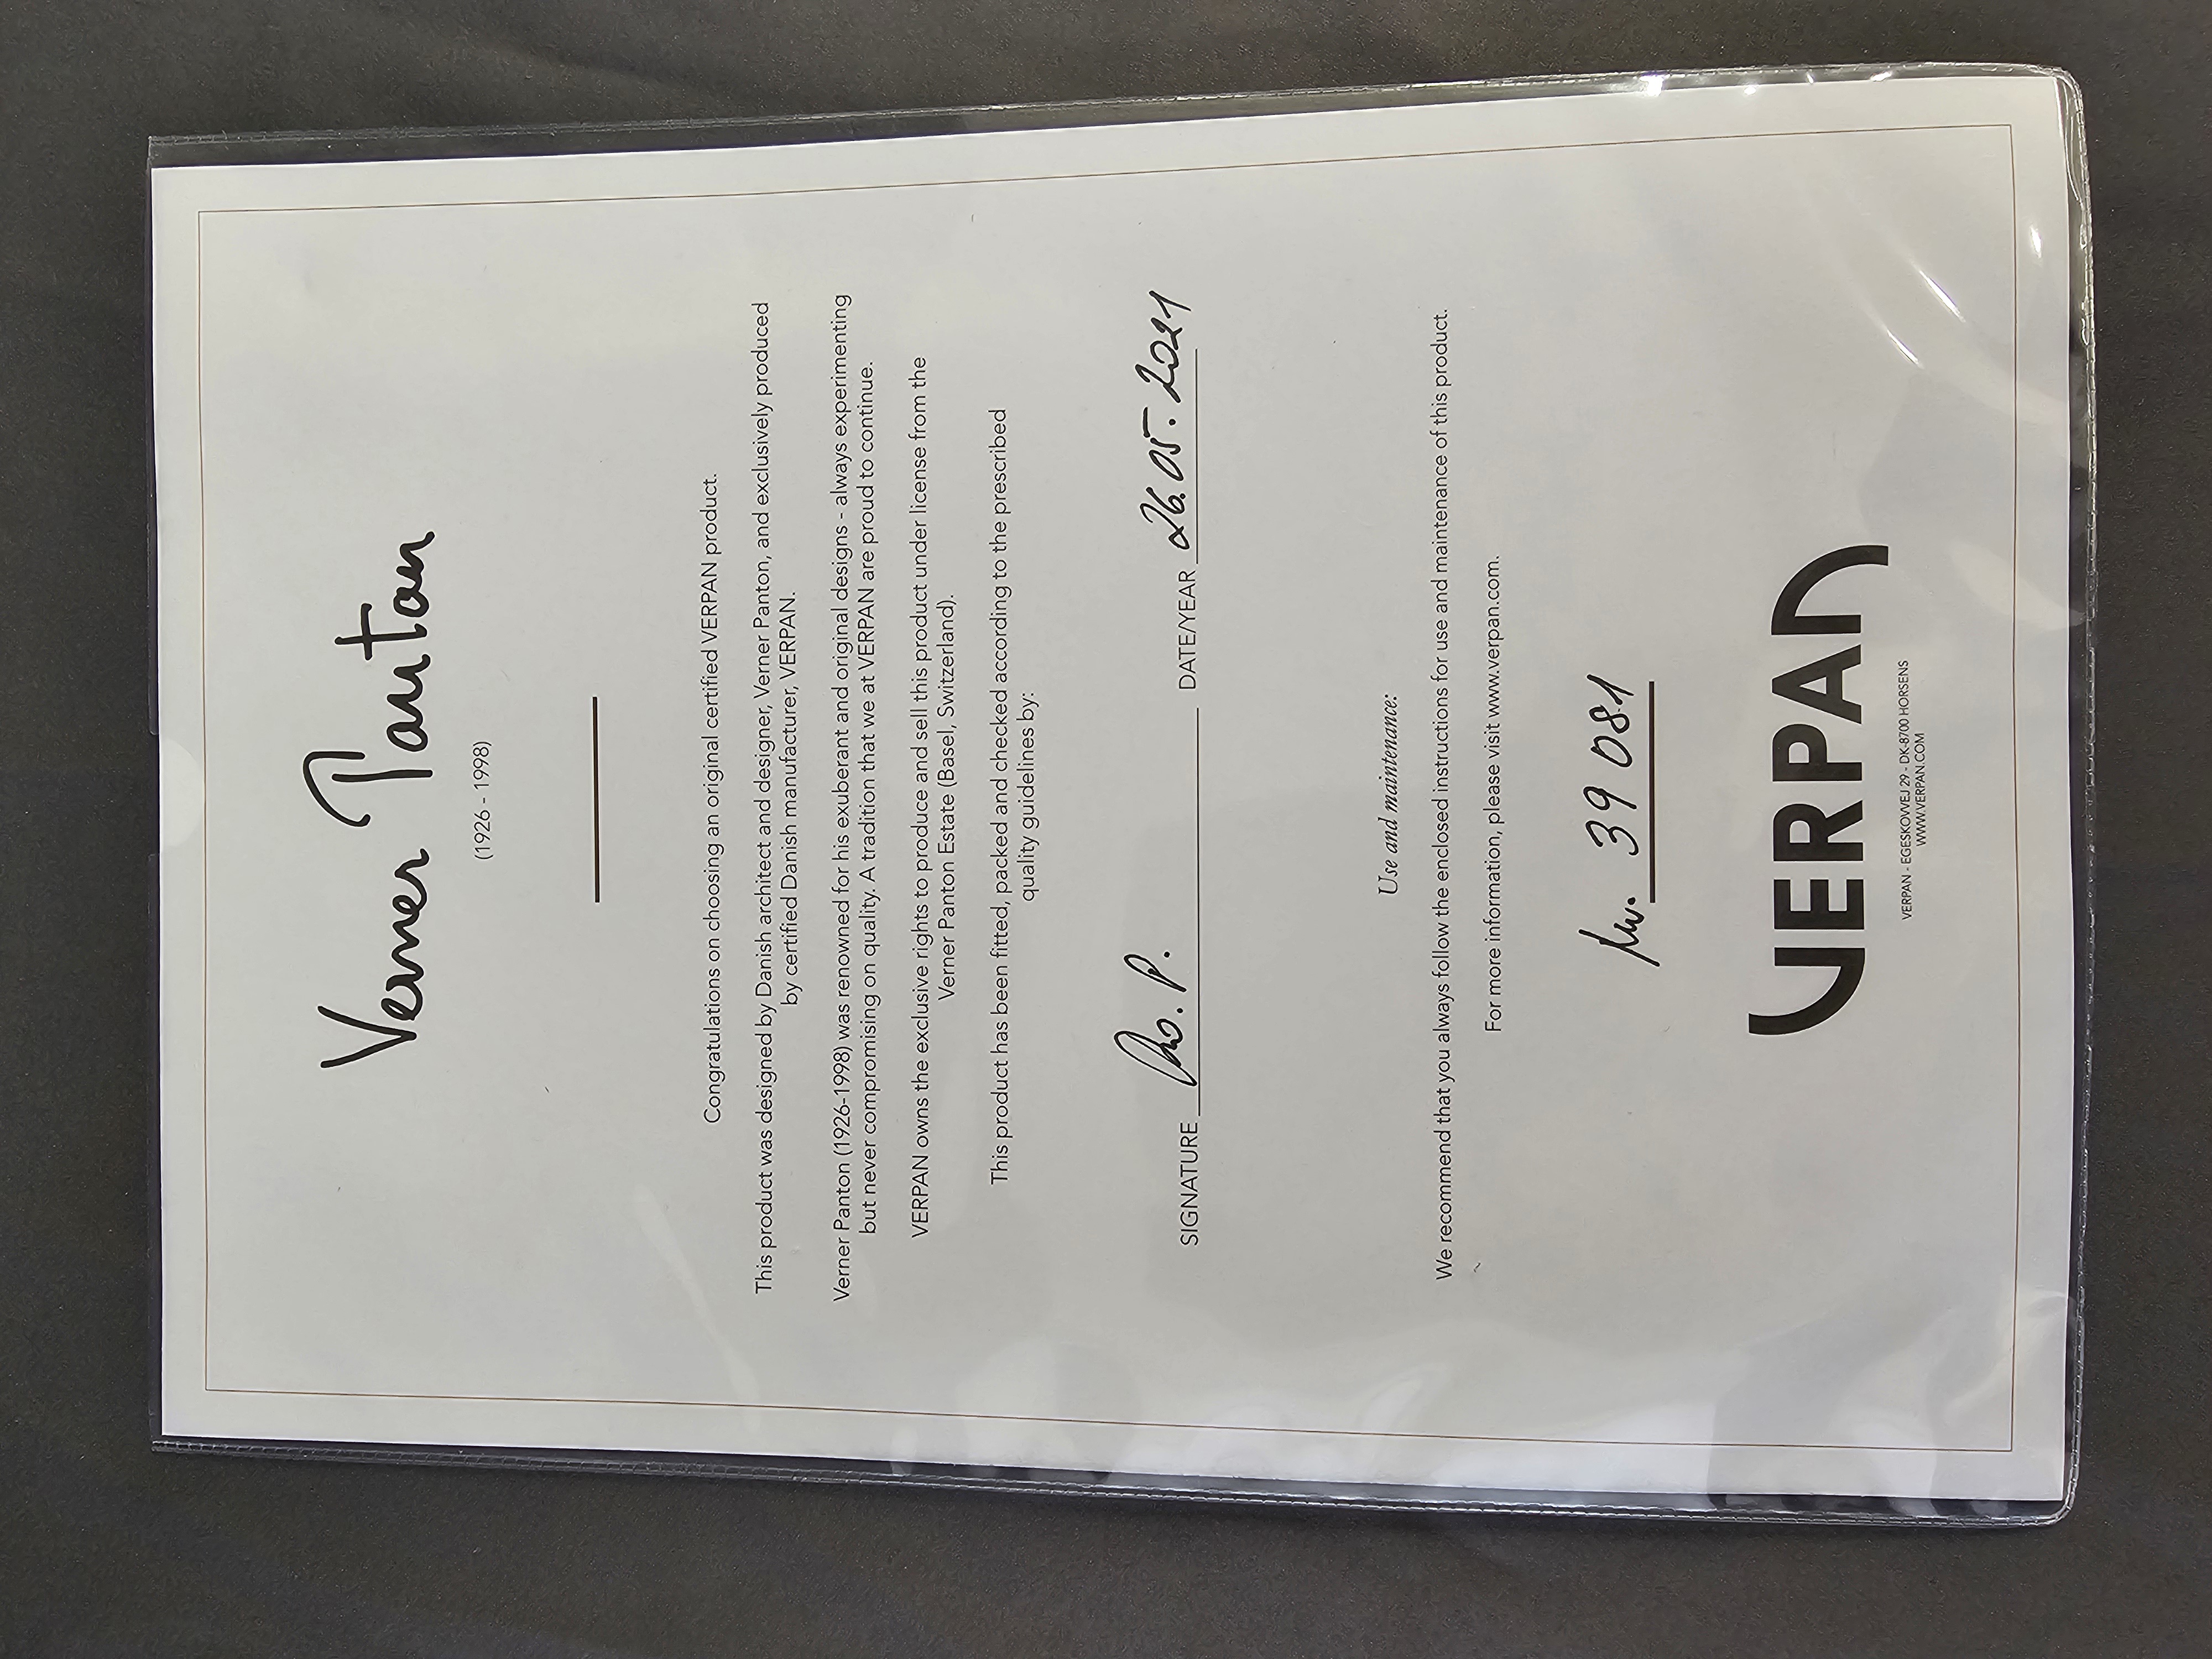 Verner Panton
(1926 - 1998)
Congratulations on choosing an original certified VERPAN product.
This product was designed by Danish architect and designer, Verner Panton, and exclusively produced
by certified Danish manufacturer, VERPAN.
Verner Panton (1926-1998) was renowned for his exuberant and original designs - always experimenting
but never compromising on quality. A tradition that we at VERPAN are proud to continue.
VERPAN owns the exclusive rights to produce and sell this product under license from the
Verner Panton Estate (Basel, Switzerland).
This product has been fitted, packed and checked according to the prescribed
quality guidelines by:
SIGNATURE P. DATE/YEAR 26.05.2021
Use and maintenance:
We recommend that you always follow the enclosed instructions for use and maintenance of this product.
For more information, please visit www.verpan.com.
39 081
VERPAN
VERPAN - EGESKOVVEJ 29 - DK-8700 HORSENS
WWW.VERPAN.COM